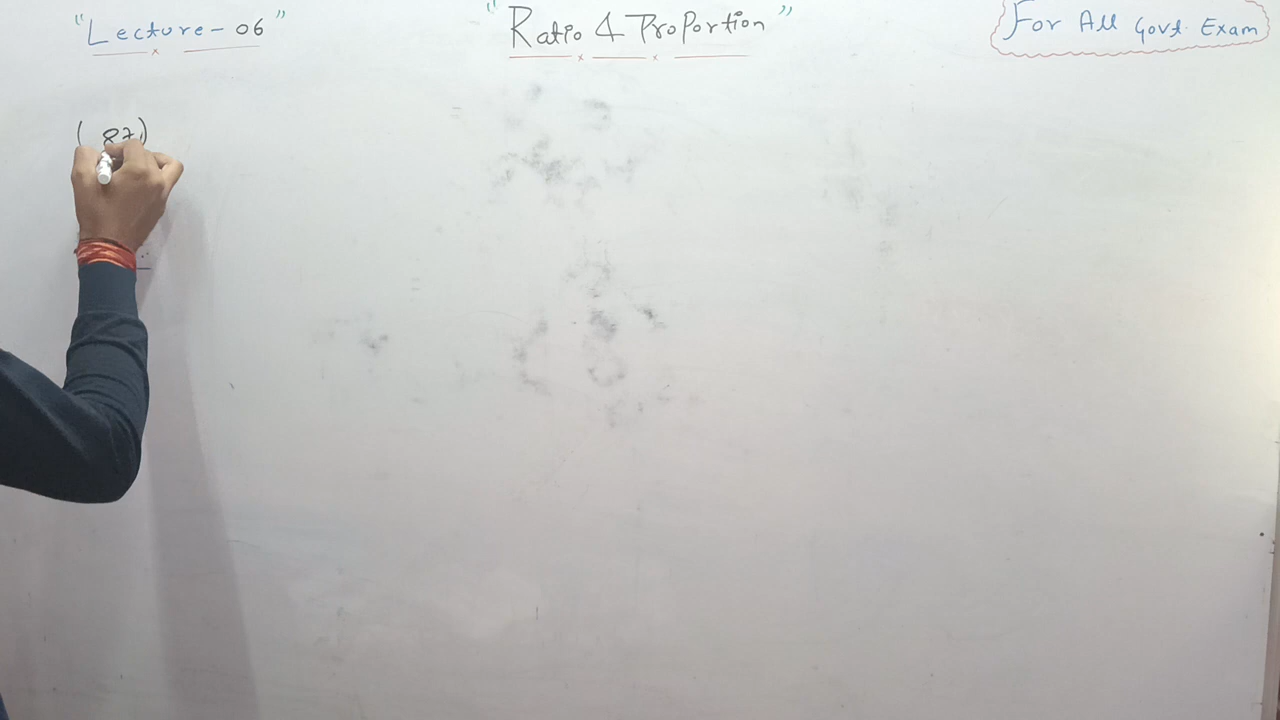 "Lecture - 06"
"Ratio & Proportion"
For All Govt. Exam
(87)